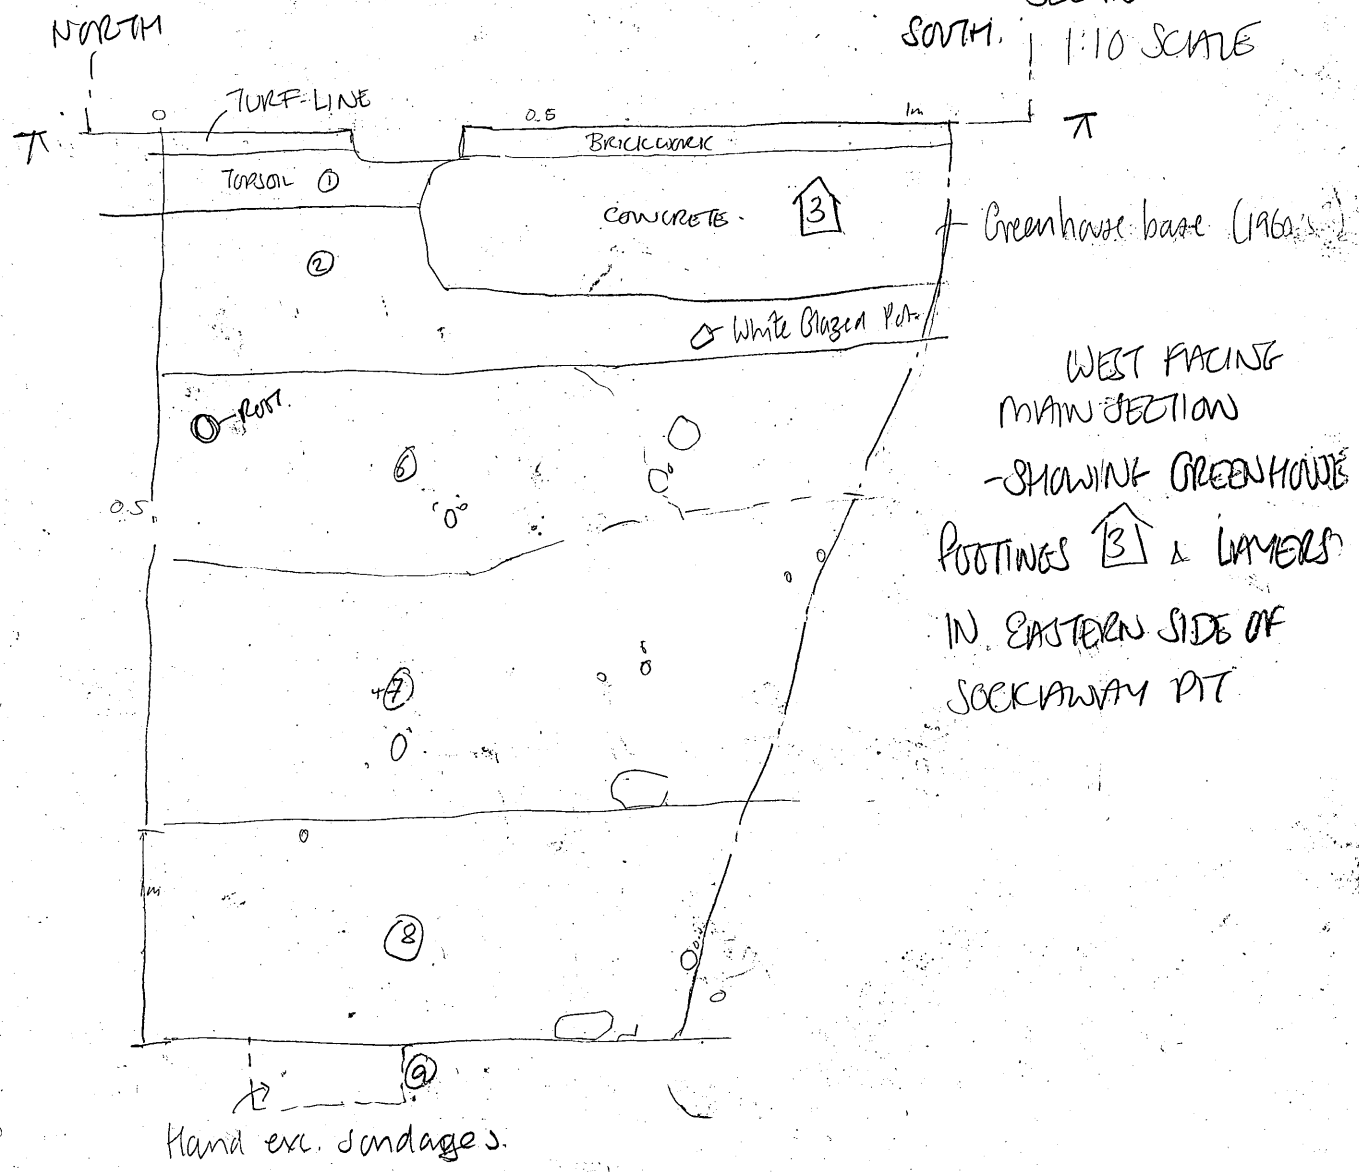 NORTH
SOUTH.
1:10 SCALE
TURF-LINE
0
0.5
1m
BRICKWORK
TOPSOIL 1
CONCRETE.
3
Greenhouse base (1960's)
2
White Glazed Pot.
WEST FACING
MAIN SECTION
- SHOWING GREENHOUSE
FOOTINGS 3 & LAYERS
IN EASTERN SIDE OF
SOCKAWAY PIT
ROOT.
6
0.5
7
1m
8
9
Hand exc. sondages.